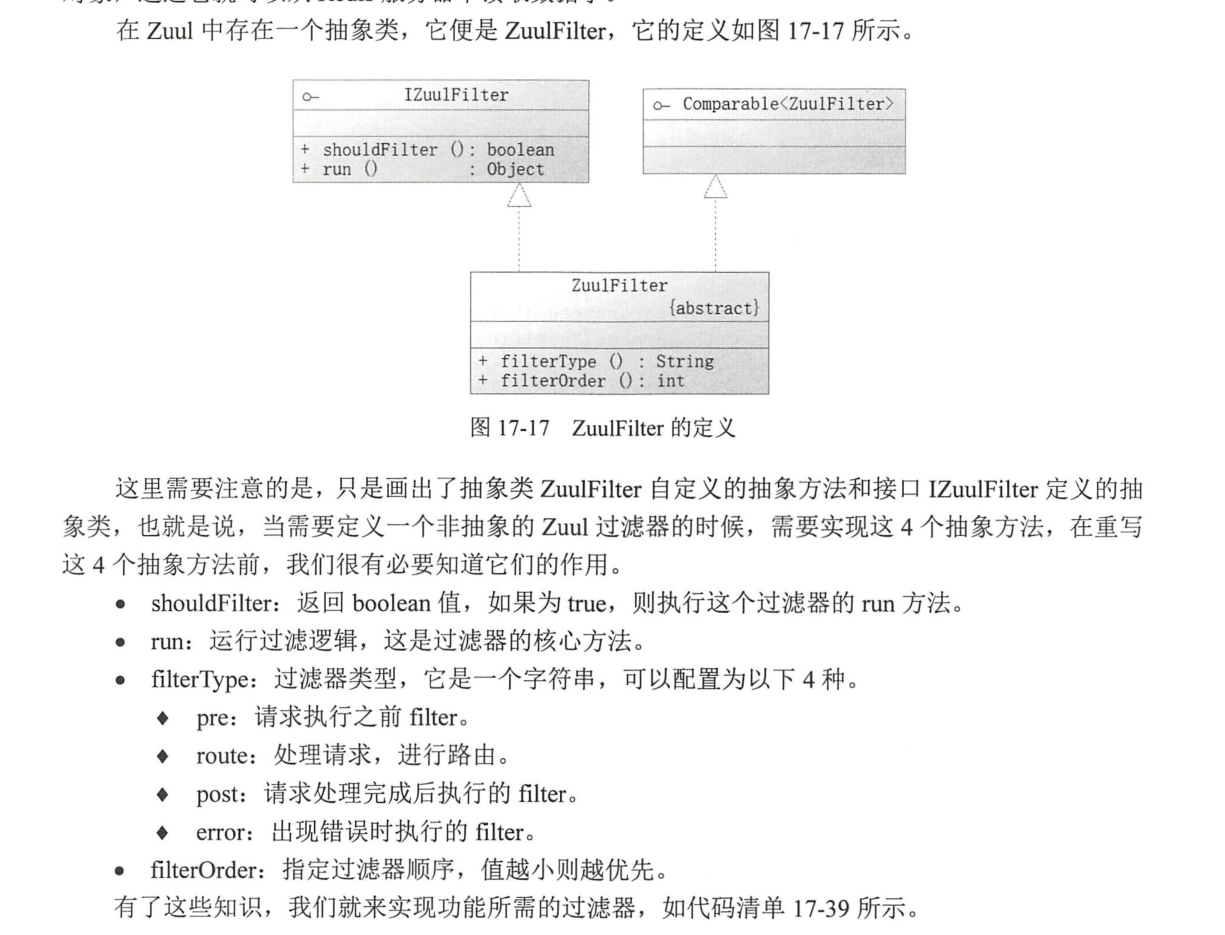 在 Zuul 中存在一个抽象类，它便是 ZuulFilter，它的定义如图 17-17 所示。
IZuulFilter
+ shouldFilter (): boolean
+ run () : Object
Comparable<ZuulFilter>
ZuulFilter
{abstract}
+ filterType () : String
+ filterOrder (): int
图 17-17 ZuulFilter 的定义
这里需要注意的是，只是画出了抽象类 ZuulFilter 自定义的抽象方法和接口 IZuulFilter 定义的抽
象类，也就是说，当需要定义一个非抽象的 Zuul 过滤器的时候，需要实现这 4 个抽象方法，在重写
这 4 个抽象方法前，我们很有必要知道它们的作用。
● shouldFilter：返回 boolean 值，如果为 true，则执行这个过滤器的 run 方法。
● run：运行过滤逻辑，这是过滤器的核心方法。
● filterType：过滤器类型，它是一个字符串，可以配置为以下 4 种。
♦ pre：请求执行之前 filter。
♦ route：处理请求，进行路由。
♦ post：请求处理完成后执行的 filter。
♦ error：出现错误时执行的 filter。
● filterOrder：指定过滤器顺序，值越小则越优先。
有了这些知识，我们就来实现功能所需的过滤器，如代码清单 17-39 所示。